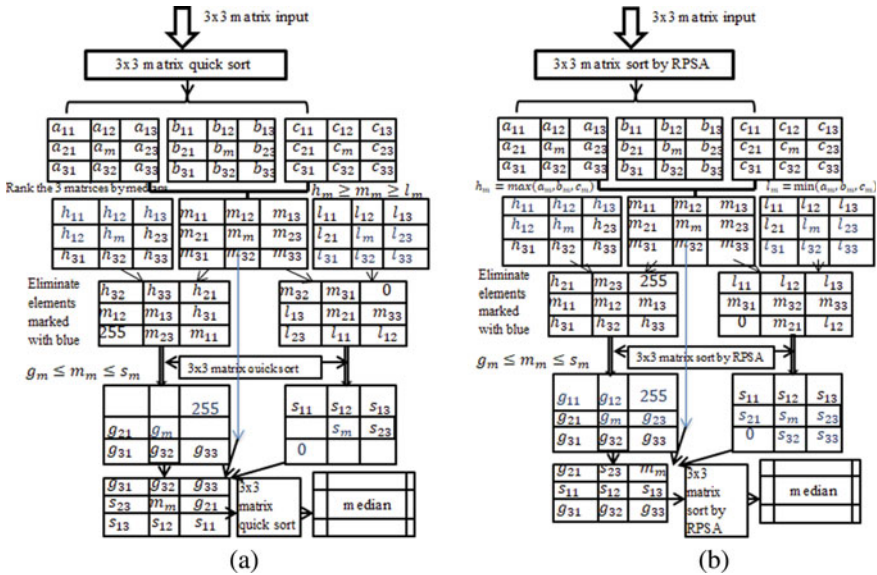 3x3 matrix input
3x3 matrix quick sort
a₁₁ a₁₂ a₁₃ b₁₁ b₁₂ b₁₃ c₁₁ c₁₂ c₁₃
a₂₁ aₘ a₂₃ b₂₁ bₘ b₂₃ c₂₁ cₘ c₂₃
a₃₁ a₃₂ a₃₃ b₃₁ b₃₂ b₃₃ c₃₁ c₃₂ c₃₃
Rank the 3 matrices by medians hₘ ≥ mₘ ≥ lₘ
h₁₁ h₁₂ h₁₃ m₁₁ m₁₂ m₁₃ l₁₁ l₁₂ l₁₃
h₁₂ hₘ h₂₃ m₂₁ mₘ m₂₃ l₂₁ lₘ l₂₃
h₃₁ h₃₂ h₃₃ m₃₁ m₃₂ m₃₃ l₃₁ l₃₂ l₃₃
Eliminate
elements
marked
with blue
h₃₂ h₃₃ h₂₁ m₃₂ m₃₁ 0
m₁₂ m₁₃ h₃₁ l₁₃ m₂₁ m₃₃
255 m₂₃ m₁₁ l₂₃ l₁₁ l₁₂
3x3 matrix quick sort
gₘ ≤ mₘ ≤ sₘ
255 s₁₁ s₁₂ s₁₃
g₂₁ gₘ sₘ s₂₃
g₃₁ g₃₂ g₃₃ 0
g₃₁ g₃₂ g₃₃
s₂₃ mₘ g₂₁
s₁₃ s₁₂ s₁₁
3x3
matrix
quick sort
median
(a)
3x3 matrix input
3x3 matrix sort by RPSA
a₁₁ a₁₂ a₁₃ b₁₁ b₁₂ b₁₃ c₁₁ c₁₂ c₁₃
a₂₁ aₘ a₂₃ b₂₁ bₘ b₂₃ c₂₁ cₘ c₂₃
a₃₁ a₃₂ a₃₃ b₃₁ b₃₂ b₃₃ c₃₁ c₃₂ c₃₃
hₘ = max(aₘ, bₘ, cₘ) lₘ = min(aₘ, bₘ, cₘ)
h₁₁ h₁₂ h₁₃ m₁₁ m₁₂ m₁₃ l₁₁ l₁₂ l₁₃
h₂₁ hₘ h₂₃ m₂₁ mₘ m₂₃ l₂₁ lₘ l₂₃
h₃₁ h₃₂ h₃₃ m₃₁ m₃₂ m₃₃ l₃₁ l₃₂ l₃₃
Eliminate
elements
marked
with blue
h₂₁ m₂₃ 255 l₁₁ l₁₂ l₁₃
m₁₁ m₁₂ m₁₃ m₃₁ m₃₂ m₃₃
h₃₁ h₃₂ h₃₃ 0 m₂₁ l₁₂
3x3 matrix sort by RPSA
gₘ ≤ mₘ ≤ sₘ
g₁₁ g₁₂ 255 s₁₁ s₁₂ s₁₃
g₂₁ gₘ g₂₃ s₂₁ sₘ s₂₃
g₃₁ g₃₂ g₃₃ 0 s₃₂ s₃₃
g₂₁ s₂₃ mₘ
s₁₁ s₁₂ s₁₃
g₃₁ g₃₂ g₃₃
3x3
matrix
sort by
RPSA
median
(b)